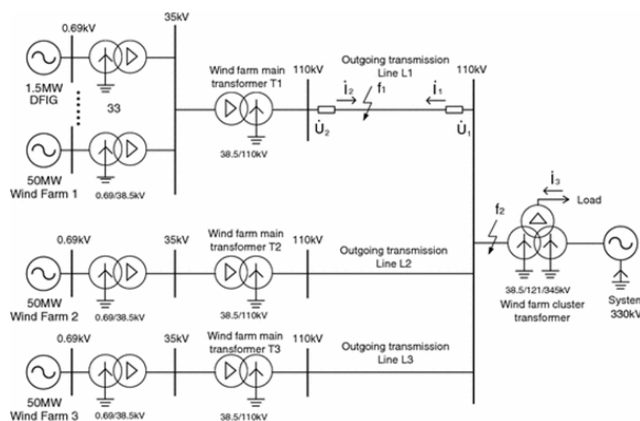 0.69kV
35kV
1.5MW
DFIG
33
50MW
Wind Farm 1
0.69/38.5kV
Wind farm main
transformer T1
38.5/110kV
110kV
Outgoing transmission
Line L1
İ₂
f₁
İ₁
U̇₂
U̇₁
110kV
İ₃
Load
f₂
38.5/121/345kV
Wind farm cluster
transformer
System
330kV
0.69kV
50MW
Wind Farm 2
0.69/38.5kV
35kV
Wind farm main
transformer T2
38.5/110kV
110kV
Outgoing transmission
Line L2
0.69kV
50MW
Wind Farm 3
0.69/38.5kV
35kV
Wind farm main
transformer T3
38.5/110kV
110kV
Outgoing transmission
Line L3